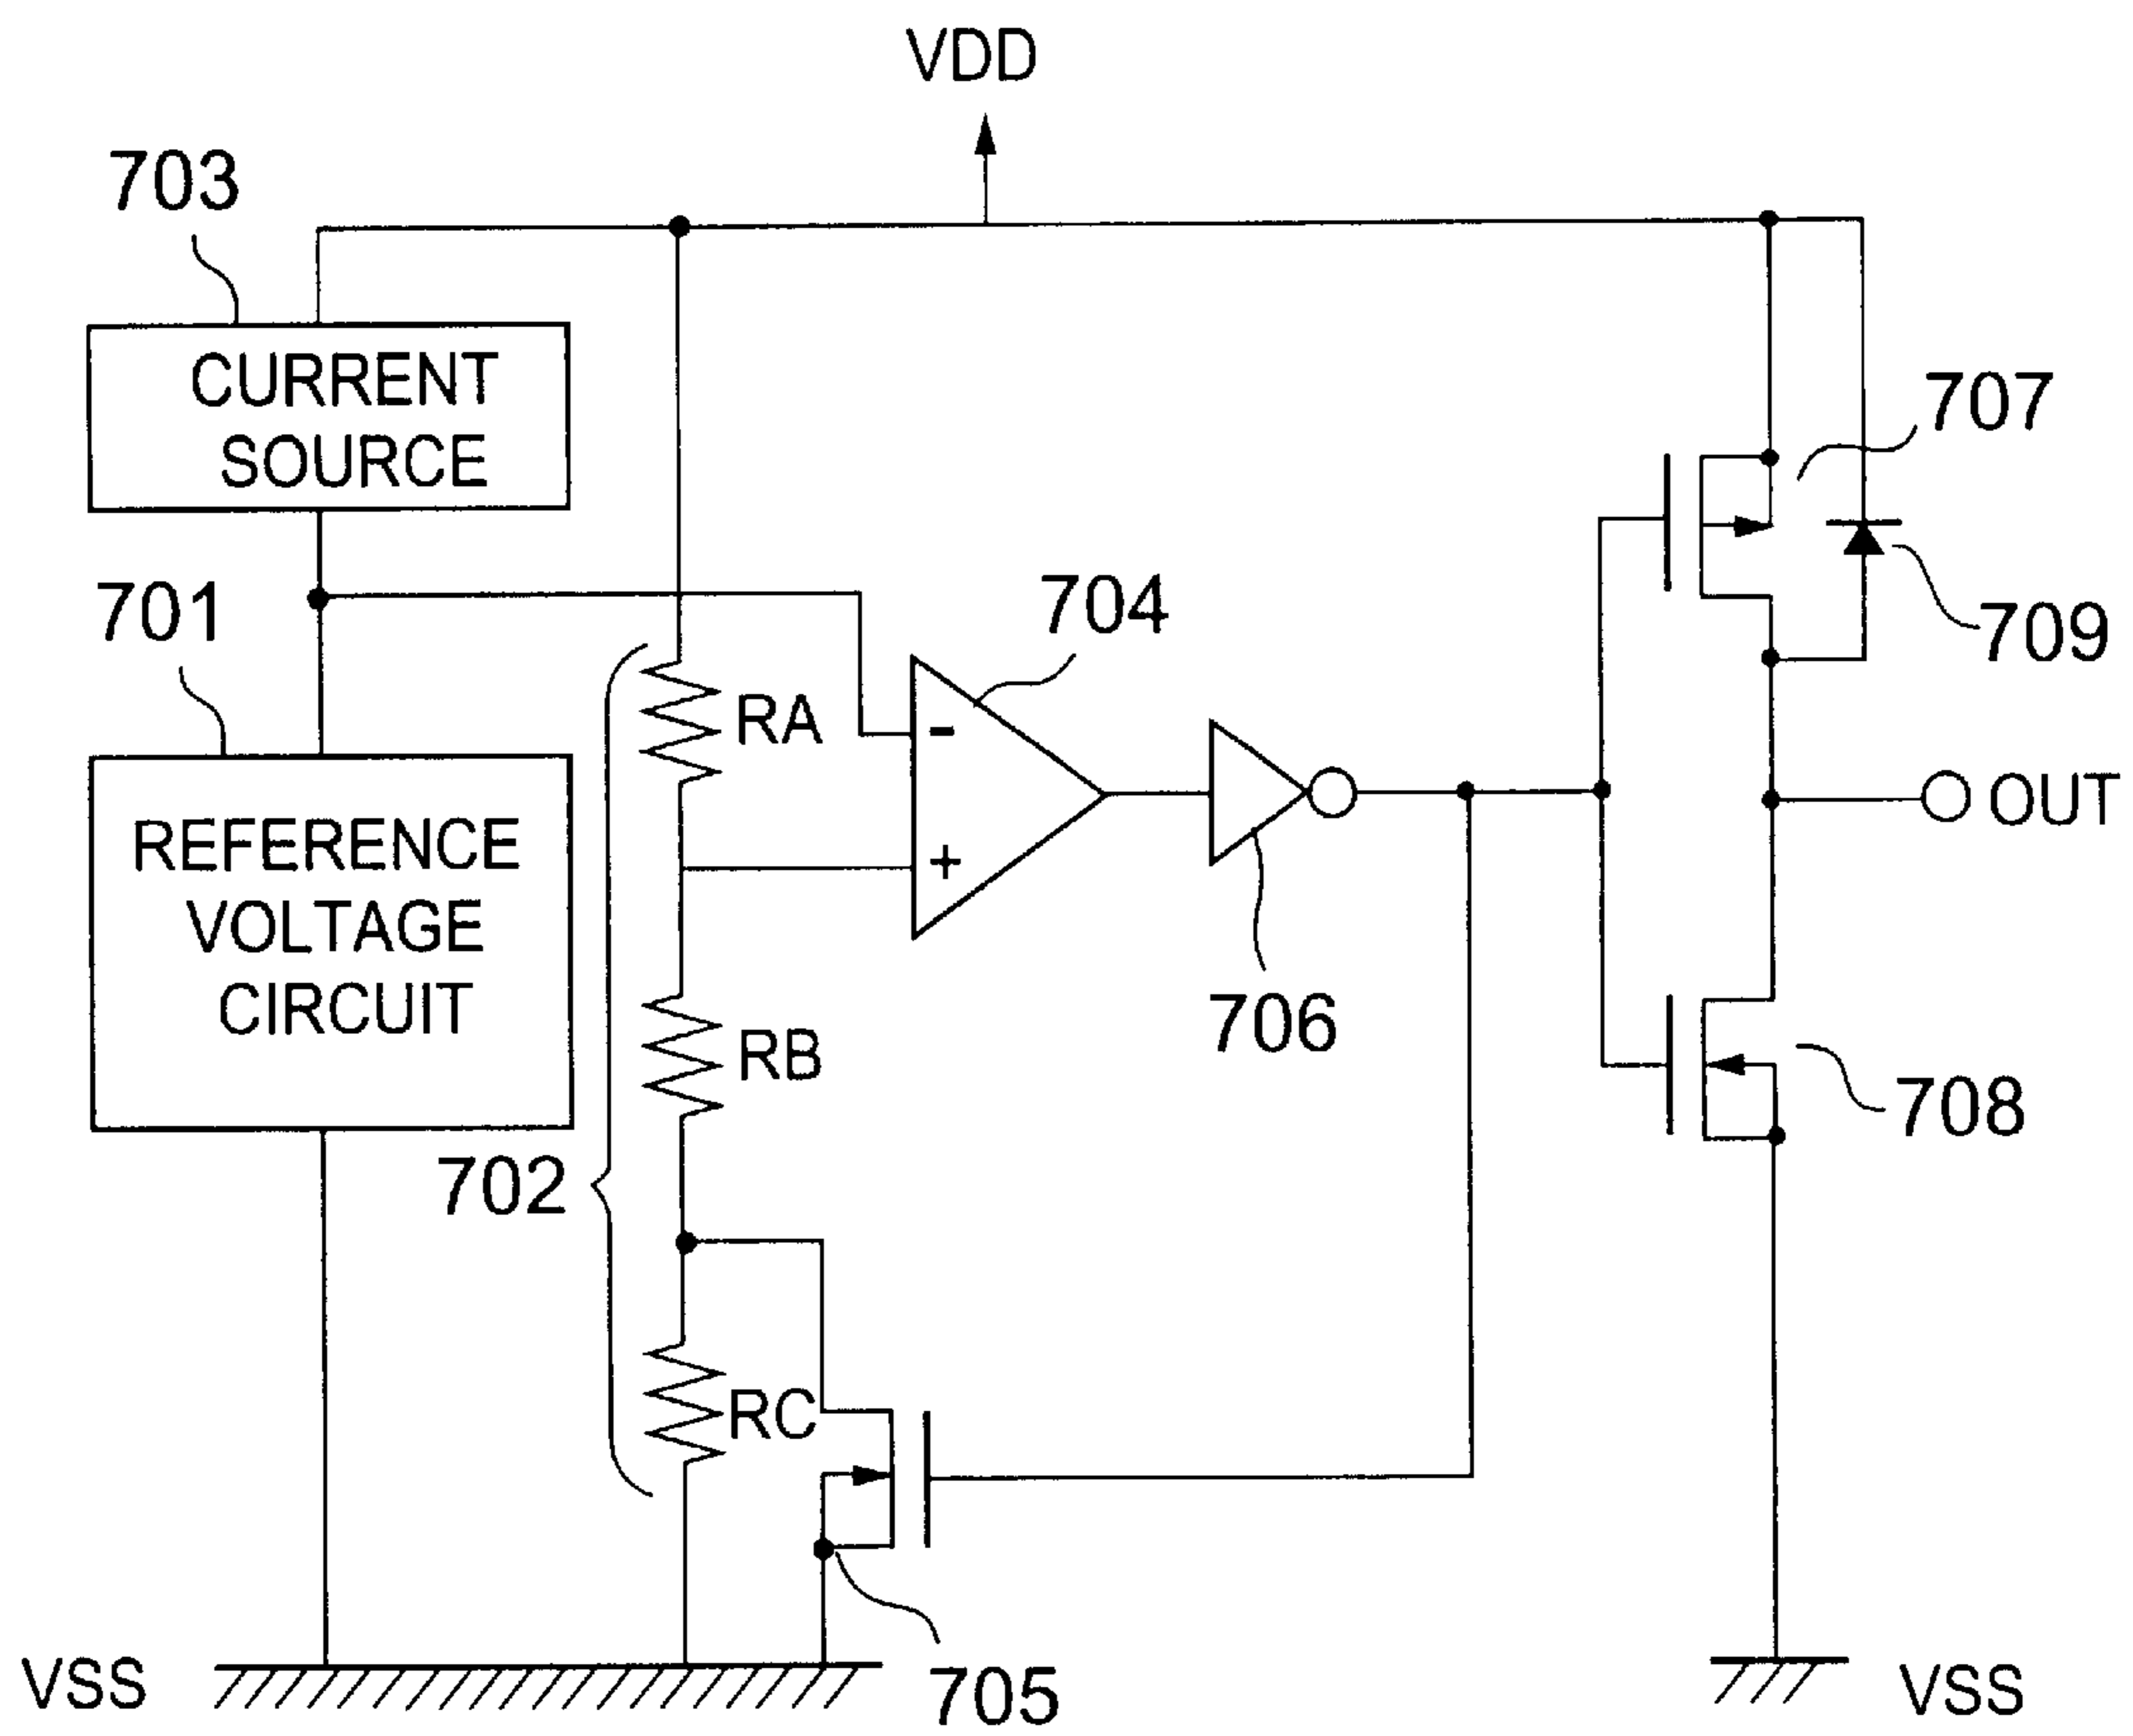 VDD
703
CURRENT
SOURCE
707
701
704
709
RA
-
REFERENCE
VOLTAGE
CIRCUIT
+
OUT
706
RB
708
702
RC
VSS
705
VSS